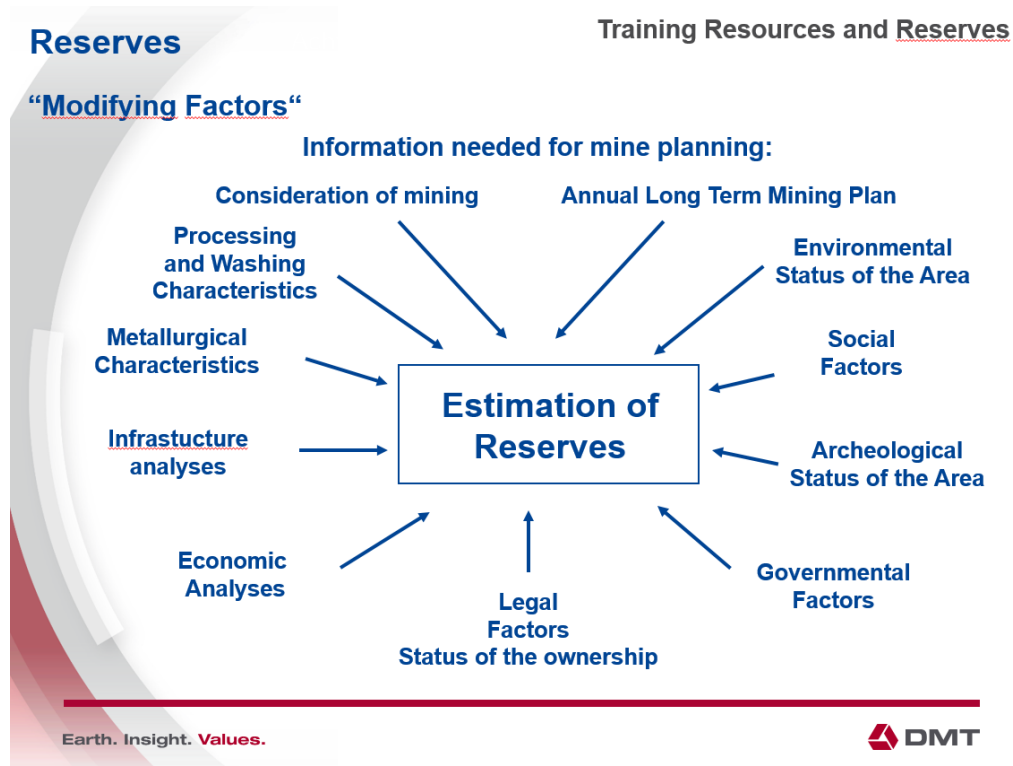 Training Resources and Reserves
Reserves
“Modifying Factors“
Information needed for mine planning:
Consideration of mining
Annual Long Term Mining Plan
Processing
and Washing
Characteristics
Environmental
Status of the Area
Metallurgical
Characteristics
Social
Factors
Estimation of
Reserves
Infrastucture
analyses
Archeological
Status of the Area
Economic
Analyses
Governmental
Factors
Legal
Factors
Status of the ownership
Earth. Insight. Values.
DMT